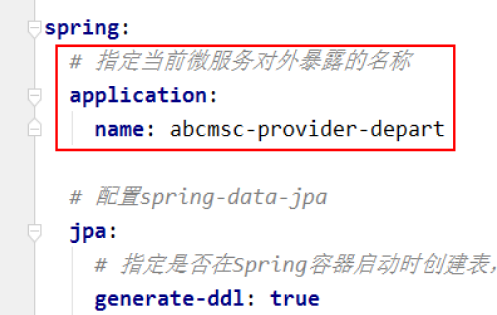 spring:
# 指定当前微服务对外暴露的名称
application:
name: abcmsc-provider-depart
# 配置spring-data-jpa
jpa:
# 指定是否在Spring容器启动时创建表，
generate-ddl: true